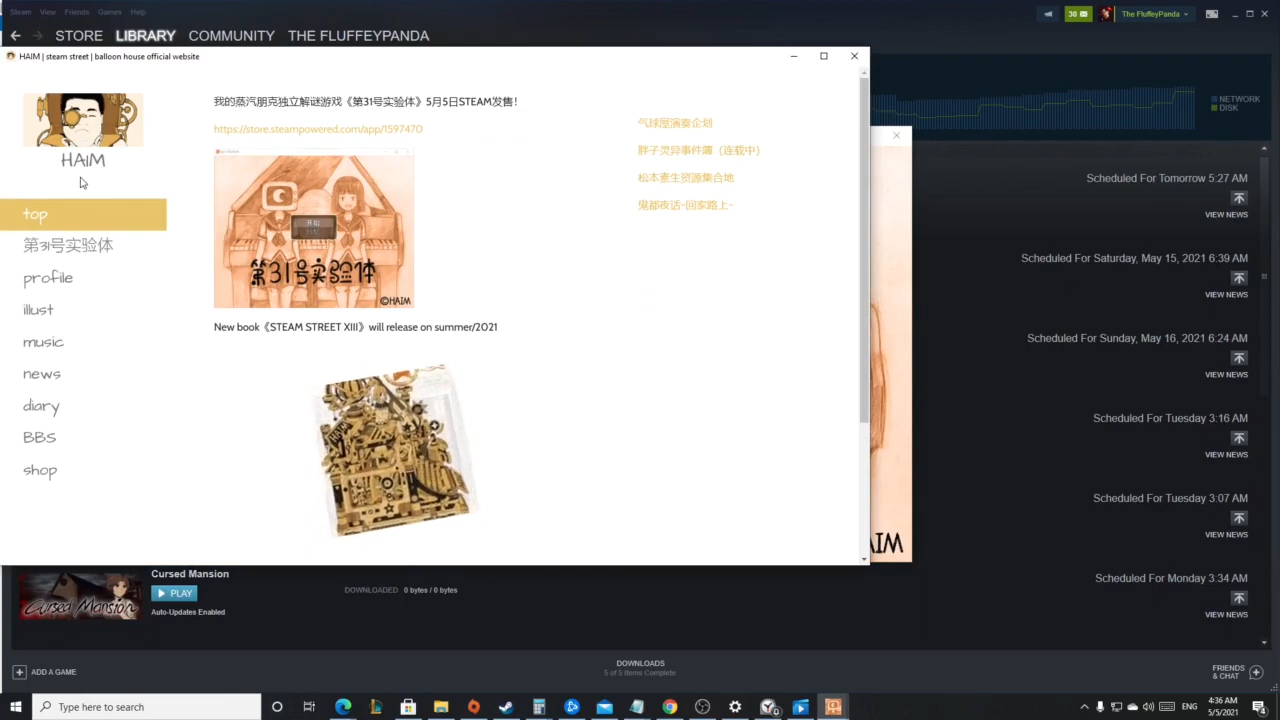 Steam View Friends Games Help
30
The FluffeyPanda
STORE LIBRARY COMMUNITY THE FLUFFEYPANDA
HAIM | steam street | balloon house official website
HAIM
top
第31号实验体
profile
illust
music
news
diary
BBS
shop
我的蒸汽朋克独立解谜游戏《第31号实验体》5月5日STEAM发售!
https://store.steampowered.com/app/1597470
开始
第31号实验体
©HAIM
New book《STEAM STREET XIII》will release on summer/2021
气球屋演奏企划
胖子灵异事件簿（连载中）
松本素生资源集合地
鬼都夜话~回家路上~
NETWORK
DISK
Scheduled For Tomorrow 5:27 AM
VIEW NEWS
Scheduled For Saturday, May 15, 2021 6:39 AM
VIEW NEWS
Scheduled For Sunday, May 16, 2021 6:24 AM
VIEW NEWS
Scheduled For Tuesday 3:16 AM
VIEW NEWS
Scheduled For Tuesday 3:07 AM
VIEW NEWS
AIM
Cursed Mansion
Cursed Mansion
PLAY
Auto-Updates Enabled
DOWNLOADED 0 bytes / 0 bytes
Scheduled For Monday 3:34 AM
VIEW NEWS
ADD A GAME
DOWNLOADS
5 of 5 Items Complete
FRIENDS
& CHAT
Type here to search
ENG
4:36 AM
5/5/2021